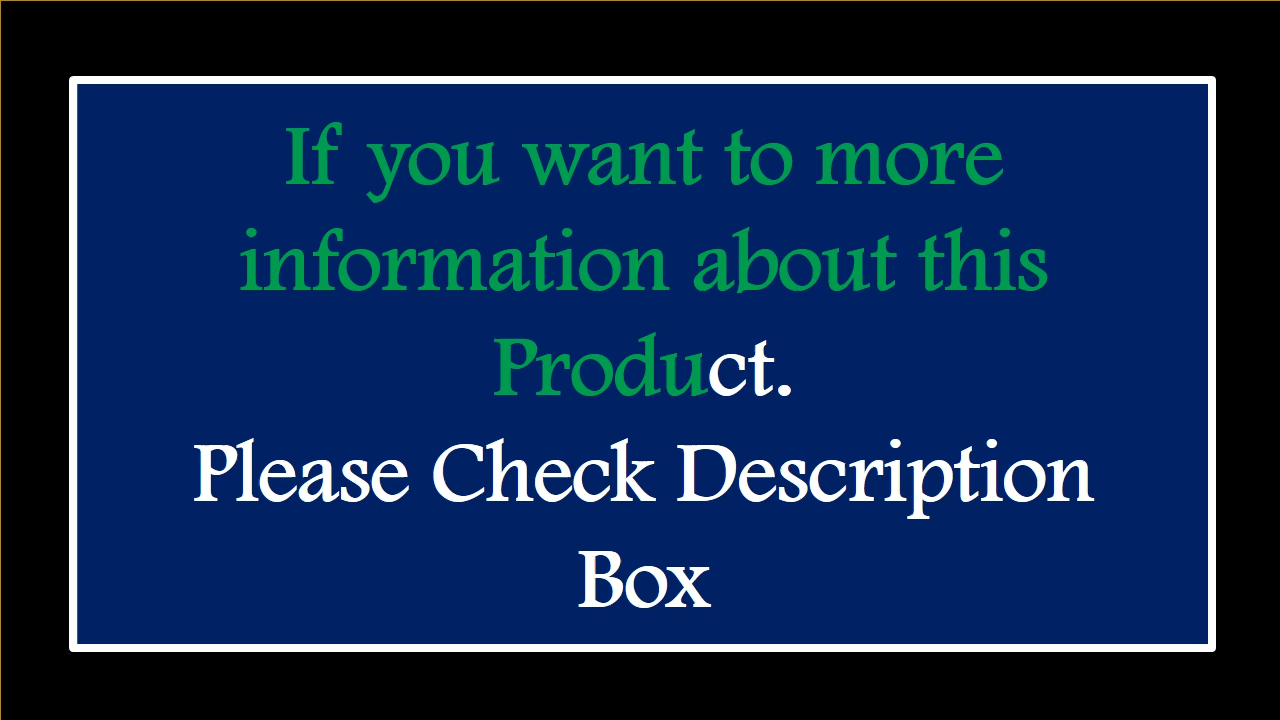 If you want to more
information about this
Product.
Please Check Description
Box